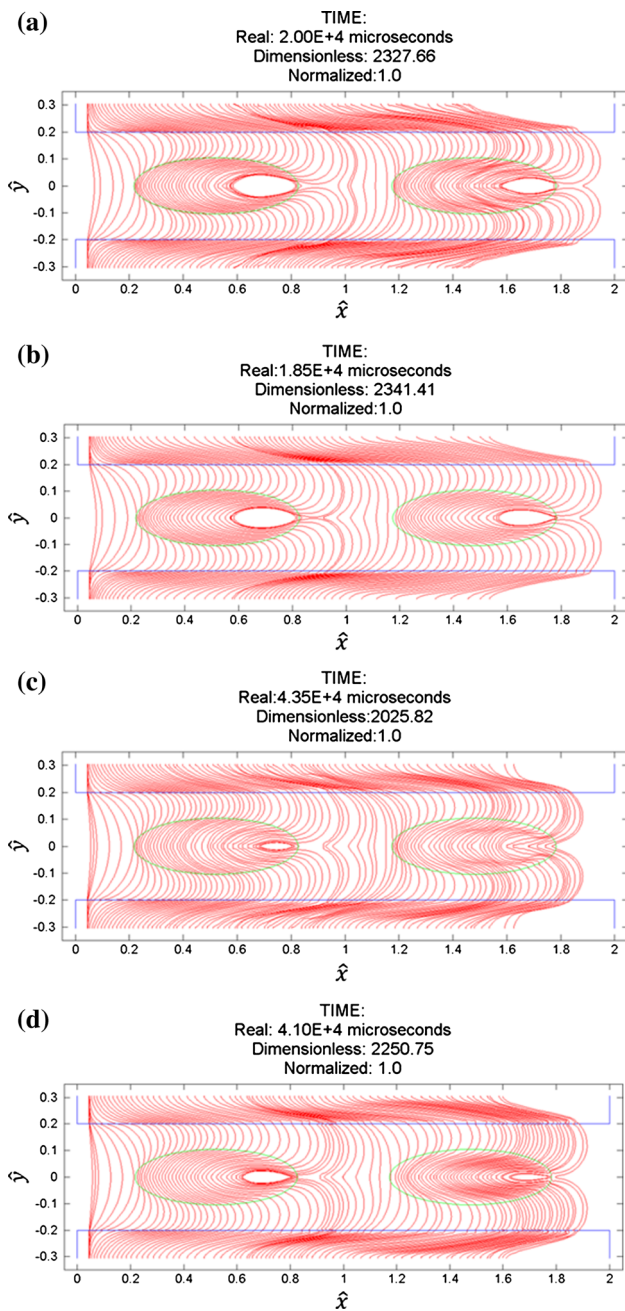 (a)
TIME:
Real: 2.00E+4 microseconds
Dimensionless: 2327.66
Normalized:1.0
0.3
0.2
0.1
0
-0.1
-0.2
-0.3
ŷ
0 0.2 0.4 0.6 0.8 1 1.2 1.4 1.6 1.8 2
x̂
(b)
TIME:
Real:1.85E+4 microseconds
Dimensionless: 2341.41
Normalized:1.0
0.3
0.2
0.1
0
-0.1
-0.2
-0.3
ŷ
0 0.2 0.4 0.6 0.8 1 1.2 1.4 1.6 1.8 2
x̂
(c)
TIME:
Real:4.35E+4 microseconds
Dimensionless:2025.82
Normalized:1.0
0.3
0.2
0.1
0
-0.1
-0.2
-0.3
ŷ
0 0.2 0.4 0.6 0.8 1 1.2 1.4 1.6 1.8 2
x̂
(d)
TIME:
Real: 4.10E+4 microseconds
Dimensionless: 2250.75
Normalized: 1.0
0.3
0.2
0.1
0
-0.1
-0.2
-0.3
ŷ
0 0.2 0.4 0.6 0.8 1 1.2 1.4 1.6 1.8 2
x̂